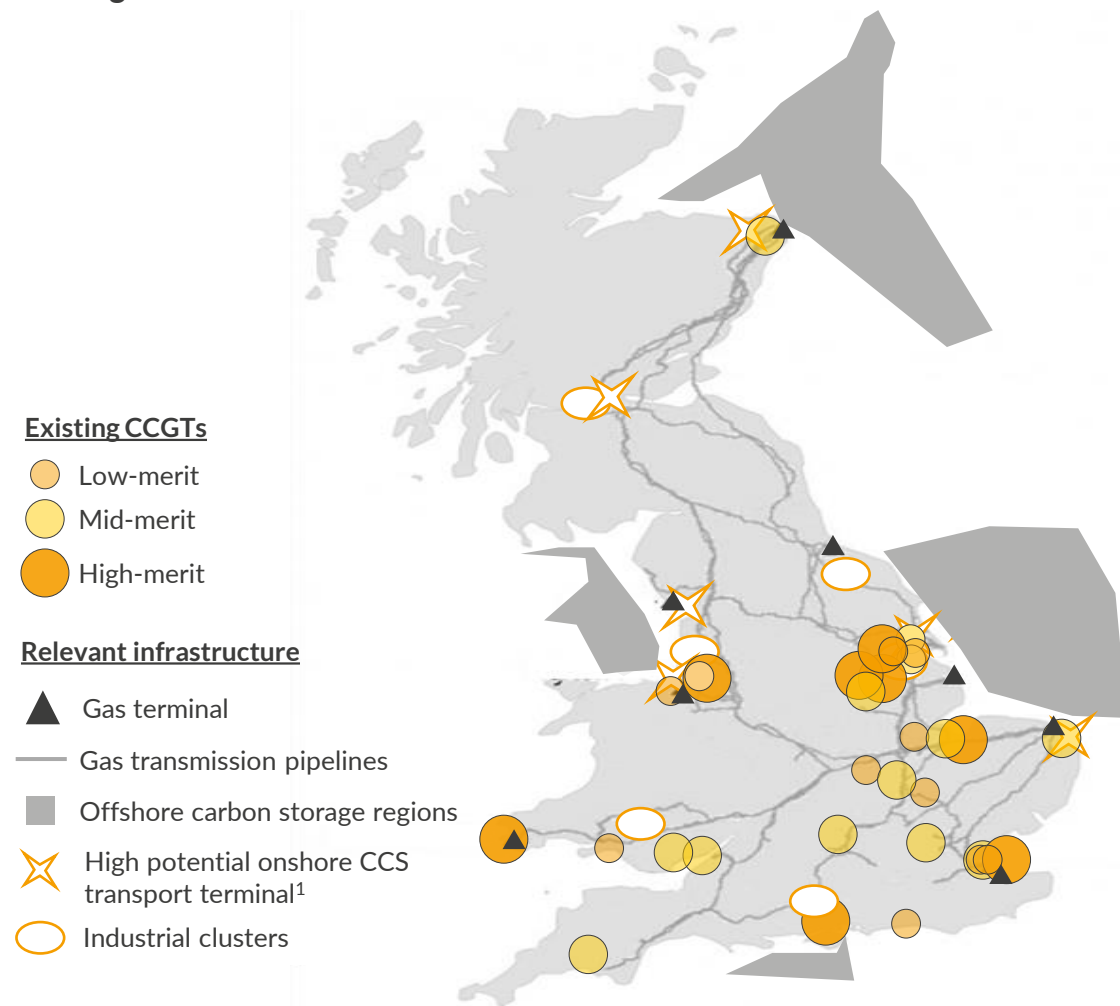 Existing CCGTs
Low-merit
Mid-merit
High-merit
Relevant infrastructure
Gas terminal
Gas transmission pipelines
Offshore carbon storage regions
High potential onshore CCS
transport terminal1
Industrial clusters